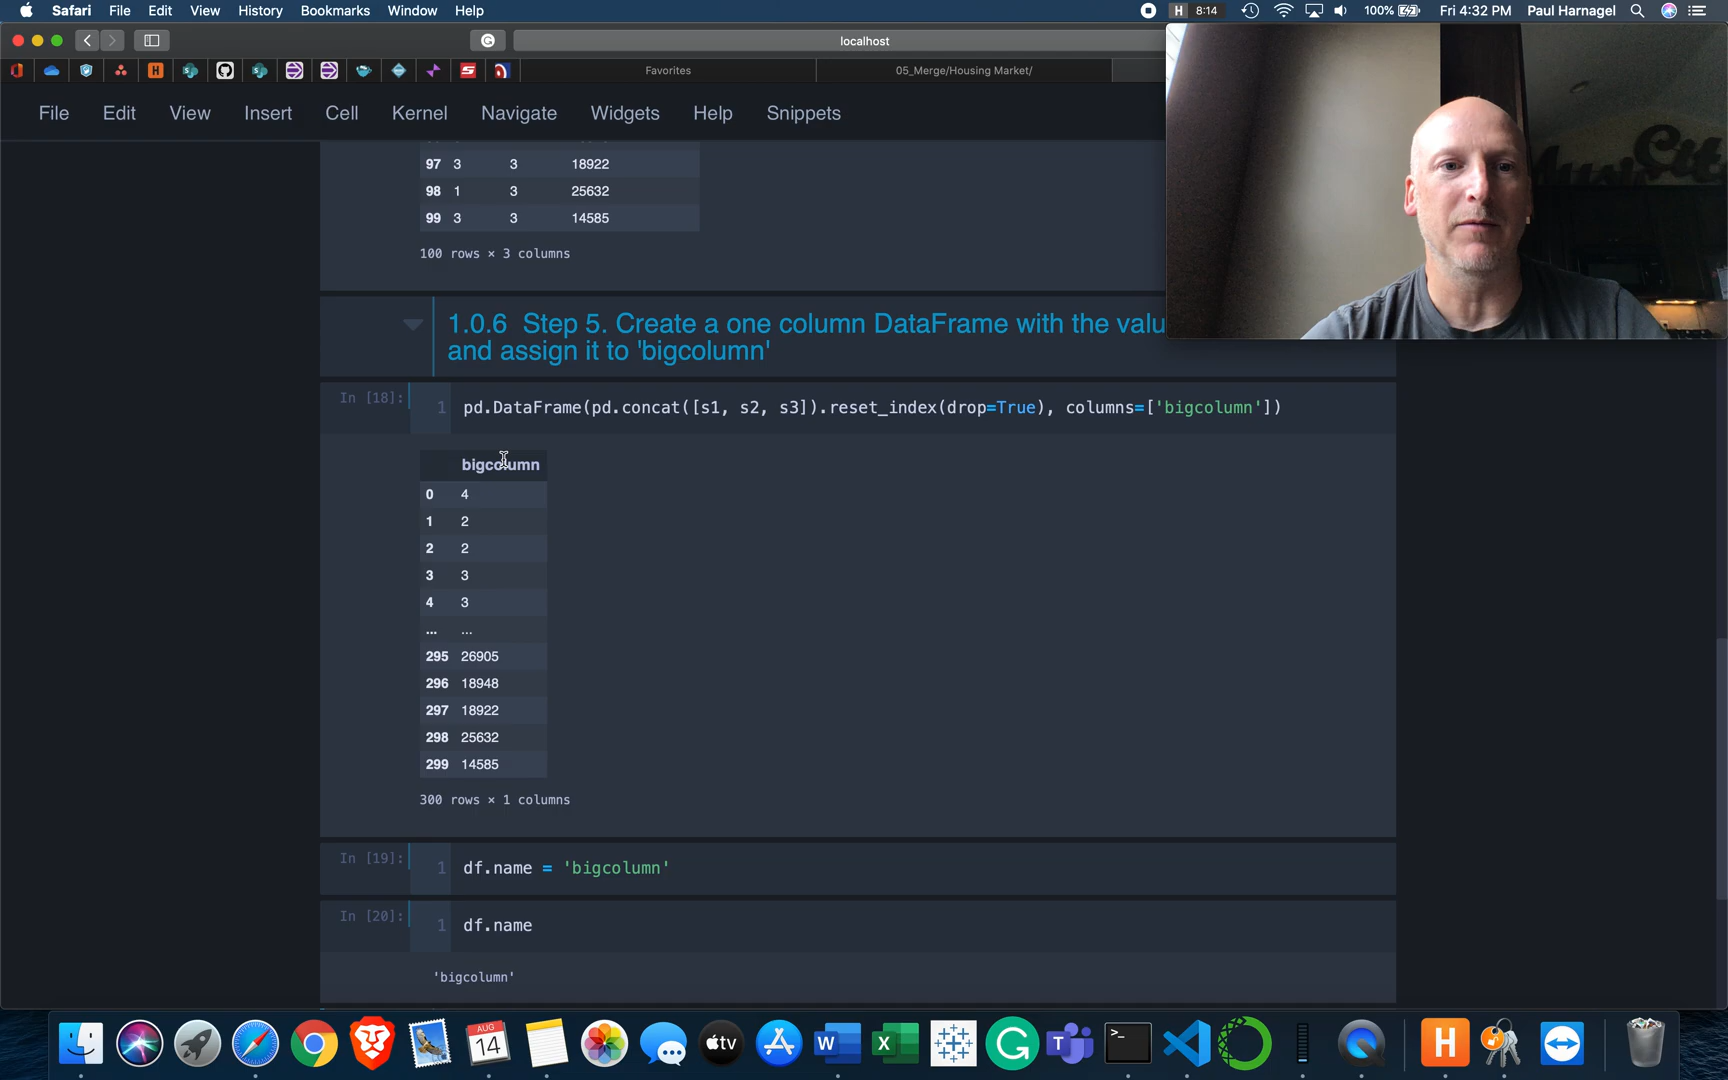 Safari File Edit View History Bookmarks Window Help H 8:14 100% Fri 4:32 PM Paul Harnagel
localhost
Favorites 05_Merge/Housing Market/
File Edit View Insert Cell Kernel Navigate Widgets Help Snippets
97 3 3 18922
98 1 3 25632
99 3 3 14585
100 rows × 3 columns
1.0.6 Step 5. Create a one column DataFrame with the valu
and assign it to 'bigcolumn'
In [18]: 1 pd.DataFrame(pd.concat([s1, s2, s3]).reset_index(drop=True), columns=['bigcolumn'])
bigcolumn
0 4
1 2
2 2
3 3
4 3
... ...
295 26905
296 18948
297 18922
298 25632
299 14585
300 rows × 1 columns
In [19]: 1 df.name = 'bigcolumn'
In [20]: 1 df.name
'bigcolumn'
AUG
14
tv
W
X
G
T
H